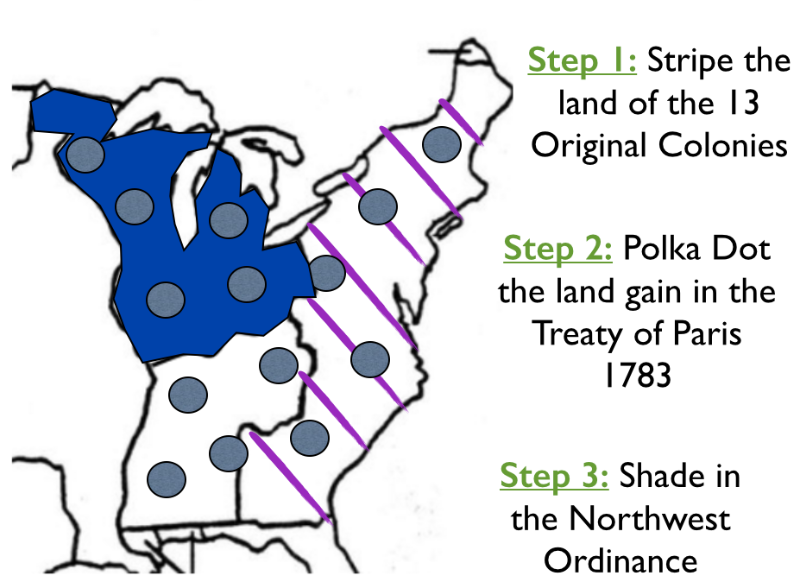 Step 1: Stripe the
land of the 13
Original Colonies
Step 2: Polka Dot
the land gain in the
Treaty of Paris
1783
Step 3: Shade in
the Northwest
Ordinance